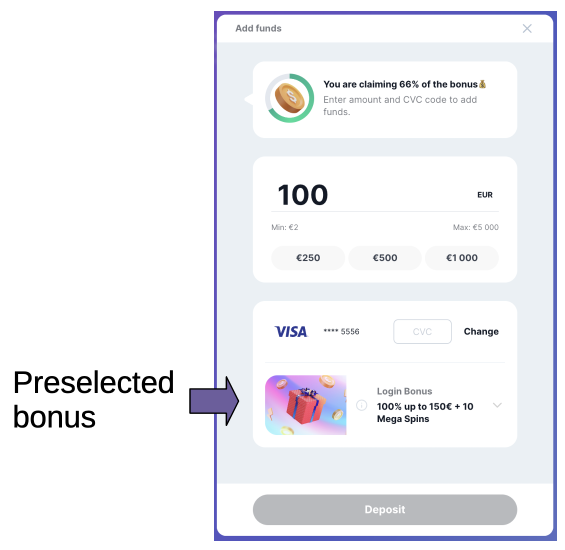 Add funds
You are claiming 66% of the bonus💰
Enter amount and CVC code to add
funds.
100
EUR
Min: €2
Max: €5 000
€250
€500
€1 000
VISA
**** 5556
CVC
Change
Preselected
bonus
Login Bonus
100% up to 150€ + 10
Mega Spins
Deposit